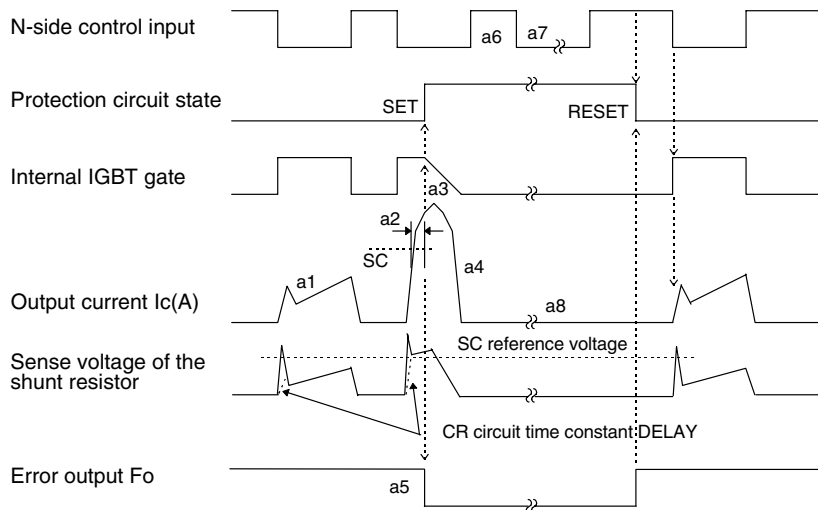 N-side control input
a6
a7
Protection circuit state
SET
RESET
Internal IGBT gate
a3
a2
SC
a4
a1
Output current Ic(A)
a8
SC reference voltage
Sense voltage of the
shunt resistor
CR circuit time constant DELAY
Error output Fo
a5